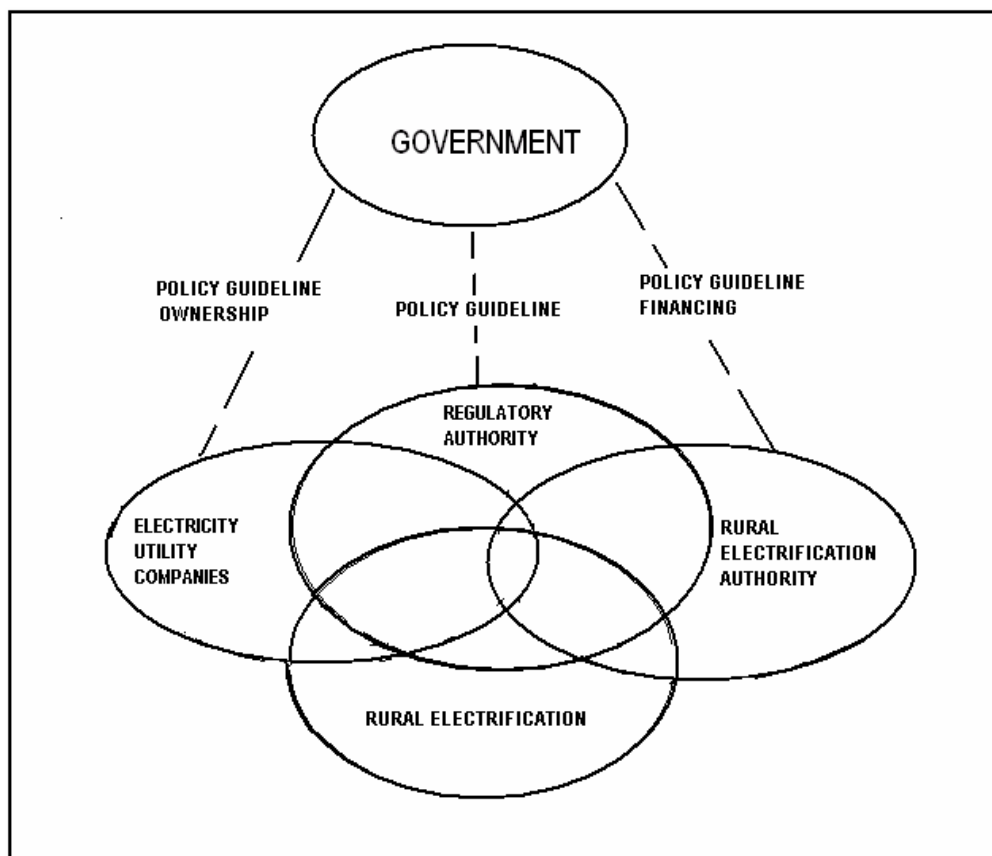 GOVERNMENT
POLICY GUIDELINE
OWNERSHIP
POLICY GUIDELINE
POLICY GUIDELINE
FINANCING
REGULATORY
AUTHORITY
ELECTRICITY
UTILITY
COMPANIES
RURAL
ELECTRIFICATION
AUTHORITY
RURAL ELECTRIFICATION